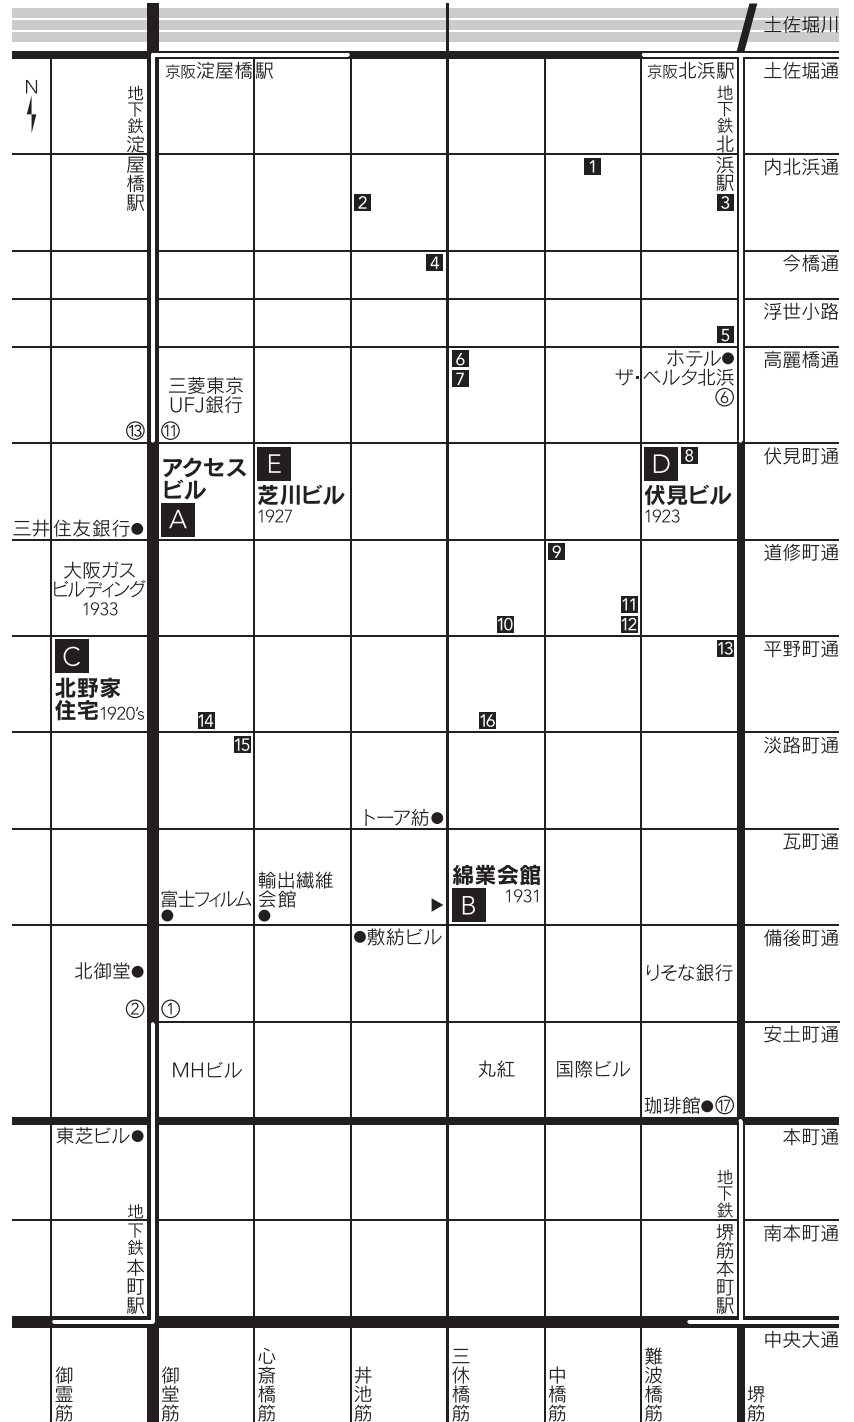 土佐堀川
京阪淀屋橋駅
京阪北浜駅
土佐堀通
N
地下鉄淀屋橋駅
地下鉄北浜駅
1
内北浜通
2
3
4
今橋通
浮世小路
5
6
7
ホテル●
ザ・ベルタ北浜
⑥
高麗橋通
三菱東京
UFJ銀行
⑬
⑪
アクセス
ビル
A
E
芝川ビル
1927
D
8
伏見ビル
1923
伏見町通
三井住友銀行●
大阪ガス
ビルディング
1933
9
道修町通
11
10
12
C
北野家
住宅1920's
13
平野町通
14
16
15
淡路町通
トーア紡●
瓦町通
富士フィルム
●
輸出繊維
会館
●
▶
綿業会館
B
1931
●敷紡ビル
備後町通
北御堂●
りそな銀行
②
①
安土町通
MHビル
丸紅
国際ビル
珈琲館●⑰
東芝ビル●
本町通
地下鉄本町駅
地下鉄堺筋本町駅
南本町通
中央大通
御霊筋
御堂筋
心斎橋筋
丼池筋
三休橋筋
中橋筋
難波橋筋
堺筋